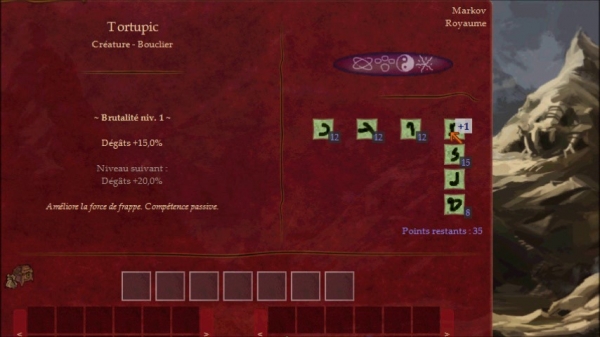 Tortupic
Créature - Bouclier
Markov
Royaume
~ Brutalité niv. 1 ~
Dégâts +15,0%
Niveau suivant :
Dégâts +20,0%
Améliore la force de frappe. Compétence passive.
12
12
12
+1
15
8
Points restants : 35
< > < >